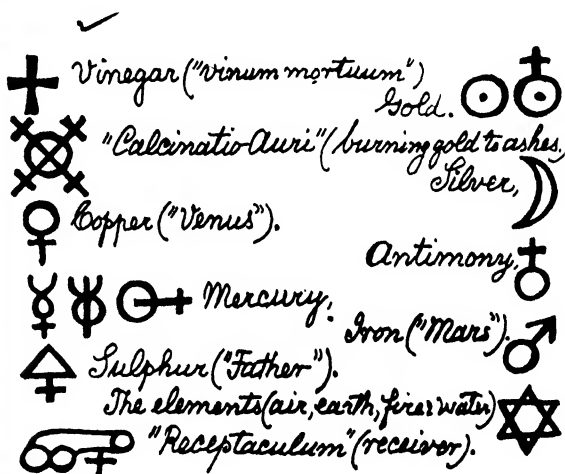 Vinegar ("vinum mortuum")
Gold.
"Calcinatio Auri" (burning gold to ashes,)
Silver,
Copper ("Venus").
Antimony,
Mercury,
Iron ("Mars").
Sulphur ("Father").
The elements (air, earth, fire & water)
"Receptaculum" (receiver).